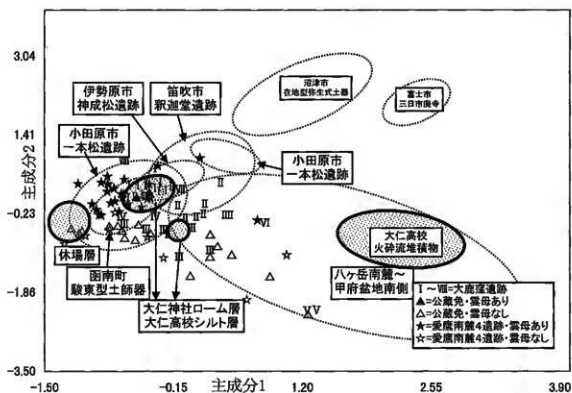 3.04
1.41
-0.23
-1.86
-3.50
主成分2
-1.50
-0.15
主成分1
1.20
2.55
3.90
伊勢原市
神成松遺跡
笛吹市
釈迦堂遺跡
沼津市
在地型弥生式土器
富士市
三日市廃寺
小田原市
一本松遺跡
小田原市
一本松遺跡
休場層
函南町
駿東型土師器
大仁神社ローム層
大仁高校シルト層
大仁高校
火砕流堆積物
八ヶ岳南麓～
甲府盆地南側
Ⅰ～Ⅷ=大鹿窪遺跡
▲=公蔵免・雲母あり
△=公蔵免・雲母なし
★=愛鷹南麓4遺跡・雲母あり
☆=愛鷹南麓4遺跡・雲母なし
Ⅰ
Ⅰ
Ⅱ
Ⅱ
Ⅲ
Ⅵ
ⅩⅤ